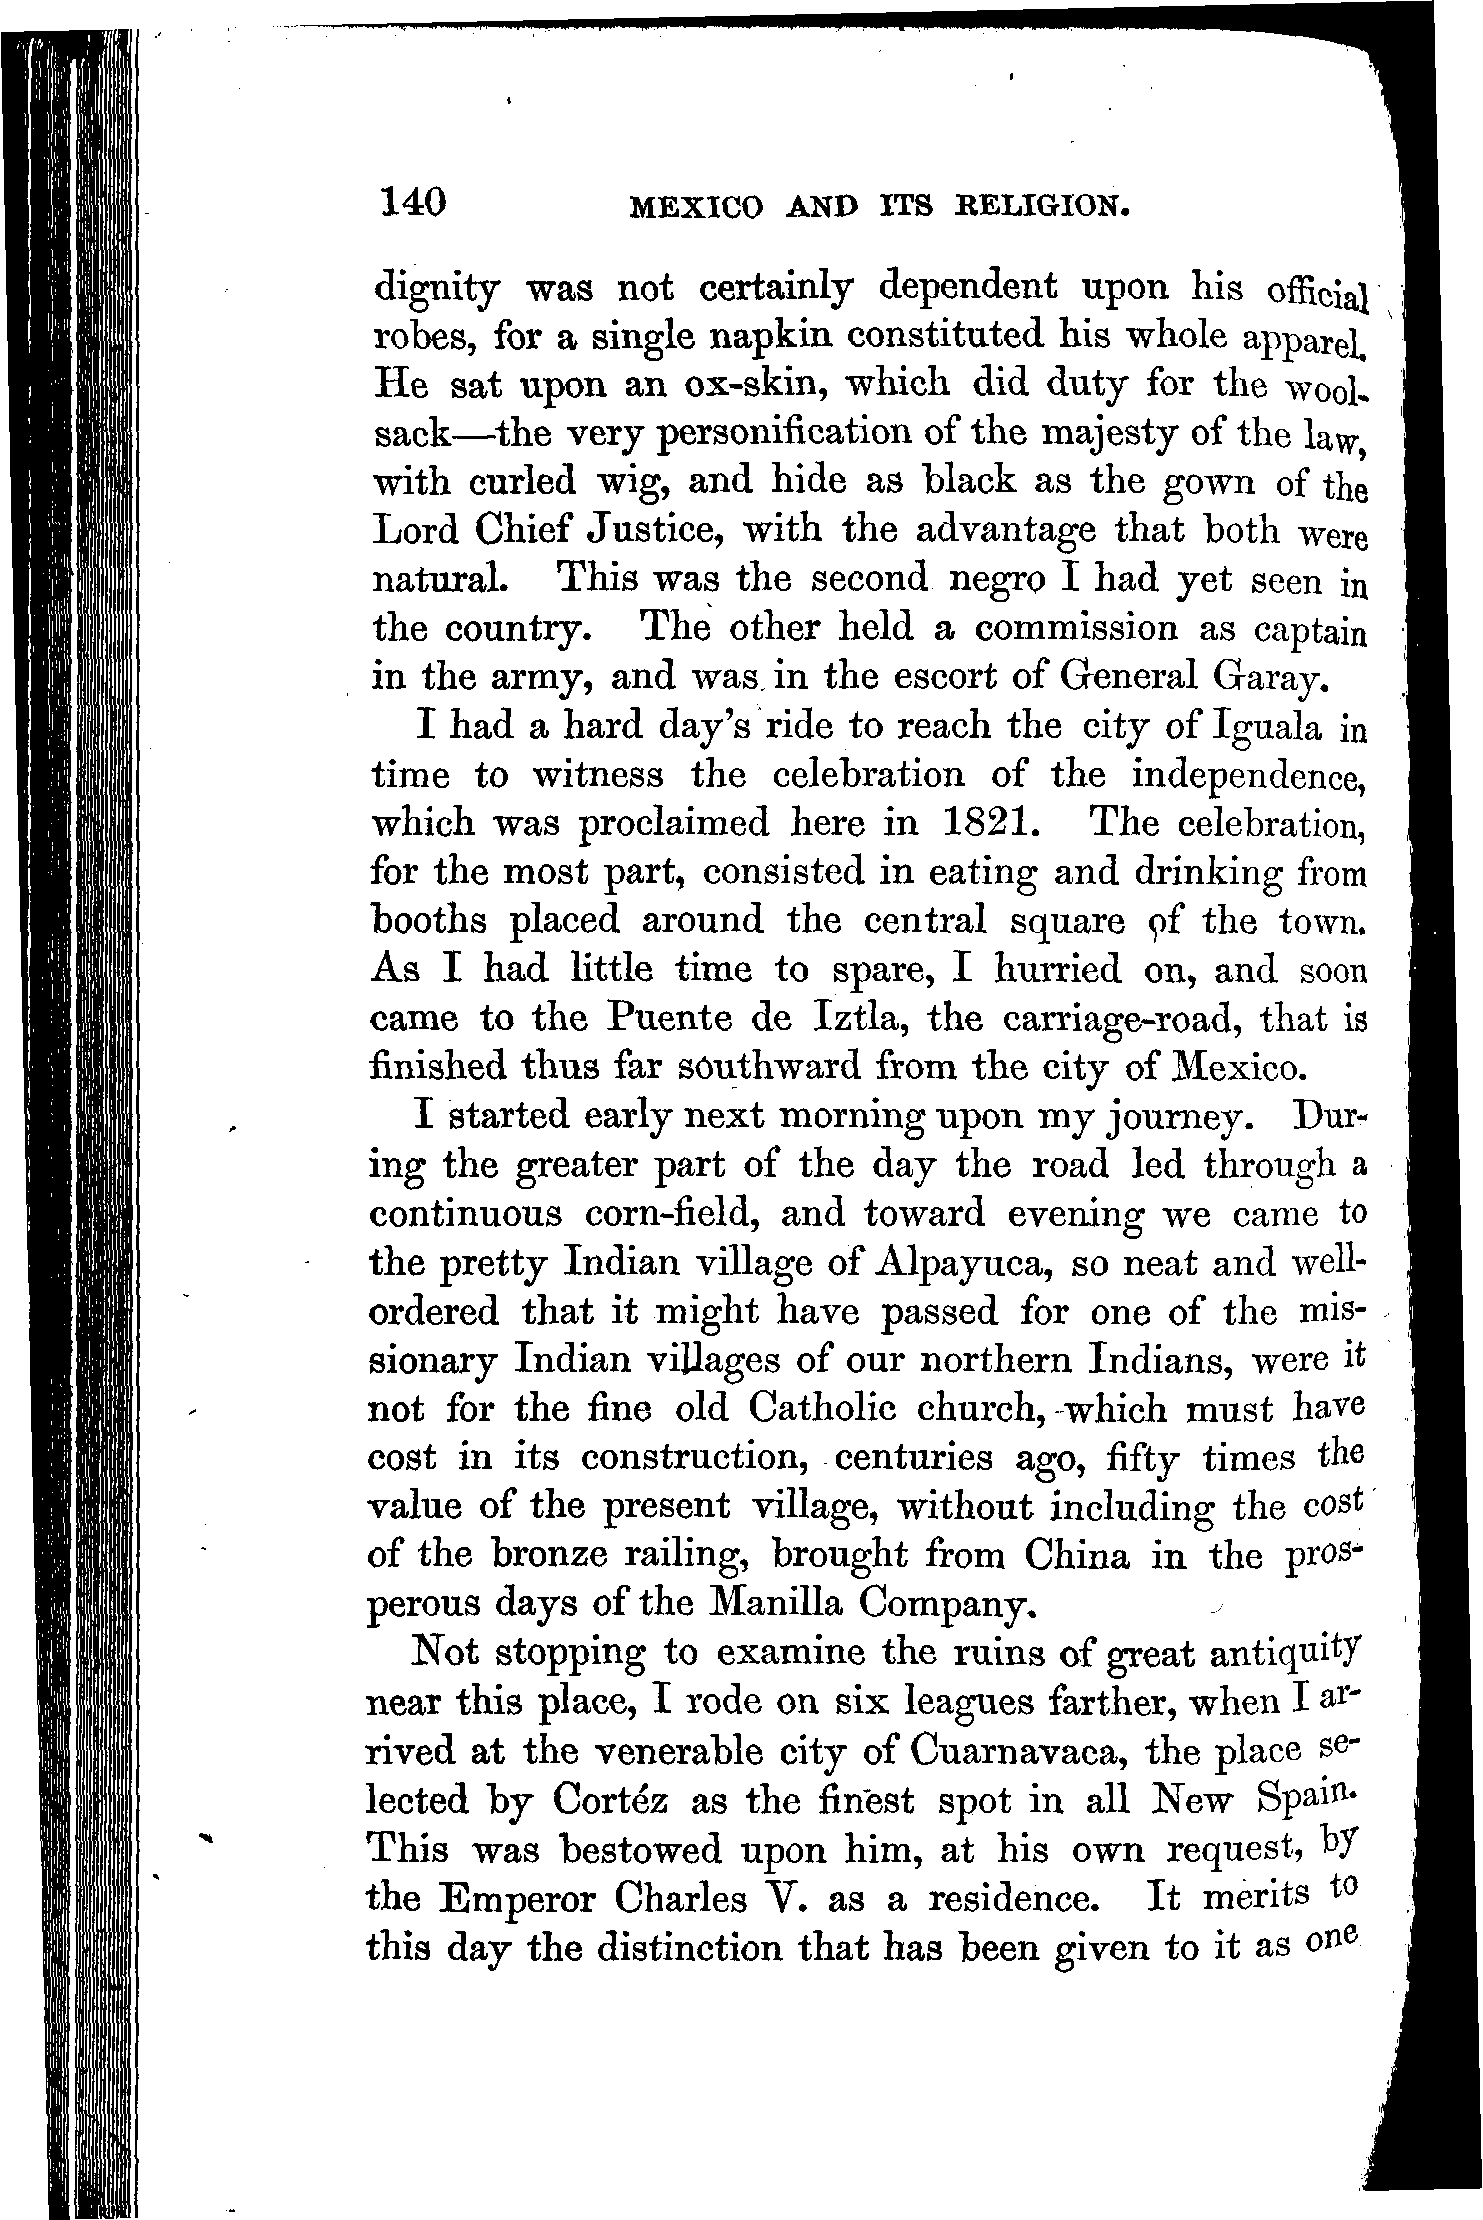 140 MEXICO AND ITS RELIGION.
dignity was not certainly dependent upon his official
robes, for a single napkin constituted his whole apparel.
He sat upon an ox-skin, which did duty for the wool-
sack—the very personification of the majesty of the law,
with curled wig, and hide as black as the gown of the
Lord Chief Justice, with the advantage that both were
natural. This was the second negro I had yet seen in
the country. The other held a commission as captain
in the army, and was in the escort of General Garay.
I had a hard day's ride to reach the city of Iguala in
time to witness the celebration of the independence,
which was proclaimed here in 1821. The celebration,
for the most part, consisted in eating and drinking from
booths placed around the central square of the town.
As I had little time to spare, I hurried on, and soon
came to the Puente de Iztla, the carriage-road, that is
finished thus far southward from the city of Mexico.
I started early next morning upon my journey. Dur-
ing the greater part of the day the road led through a
continuous corn-field, and toward evening we came to
the pretty Indian village of Alpayuca, so neat and well-
ordered that it might have passed for one of the mis-
sionary Indian villages of our northern Indians, were it
not for the fine old Catholic church, which must have
cost in its construction, centuries ago, fifty times the
value of the present village, without including the cost
of the bronze railing, brought from China in the pros-
perous days of the Manilla Company.
Not stopping to examine the ruins of great antiquity
near this place, I rode on six leagues farther, when I ar-
rived at the venerable city of Cuarnavaca, the place se-
lected by Cortéz as the finest spot in all New Spain.
This was bestowed upon him, at his own request, by
the Emperor Charles V. as a residence. It merits to
this day the distinction that has been given to it as one